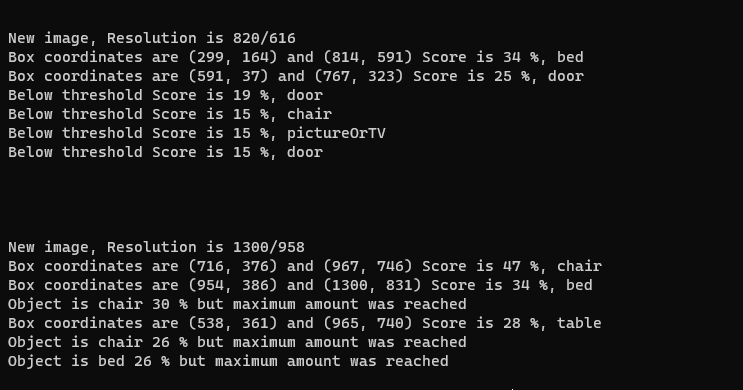 New image, Resolution is 820/616
Box coordinates are (299, 164) and (814, 591) Score is 34 %, bed
Box coordinates are (591, 37) and (767, 323) Score is 25 %, door
Below threshold Score is 19 %, door
Below threshold Score is 15 %, chair
Below threshold Score is 15 %, pictureOrTV
Below threshold Score is 15 %, door
New image, Resolution is 1300/958
Box coordinates are (716, 376) and (967, 746) Score is 47 %, chair
Box coordinates are (954, 386) and (1300, 831) Score is 34 %, bed
Object is chair 30 % but maximum amount was reached
Box coordinates are (538, 361) and (965, 740) Score is 28 %, table
Object is chair 26 % but maximum amount was reached
Object is bed 26 % but maximum amount was reached